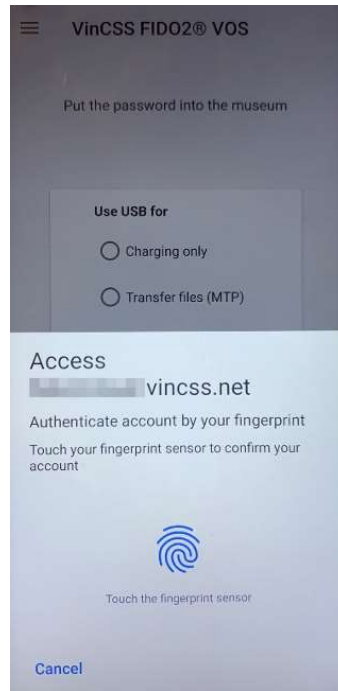 VinCSS FIDO2® VOS
Put the password into the museum
Use USB for
Charging only
Transfer files (MTP)
Access
vincss.net
Authenticate account by your fingerprint
Touch your fingerprint sensor to confirm your
account
Touch the fingerprint sensor
Cancel